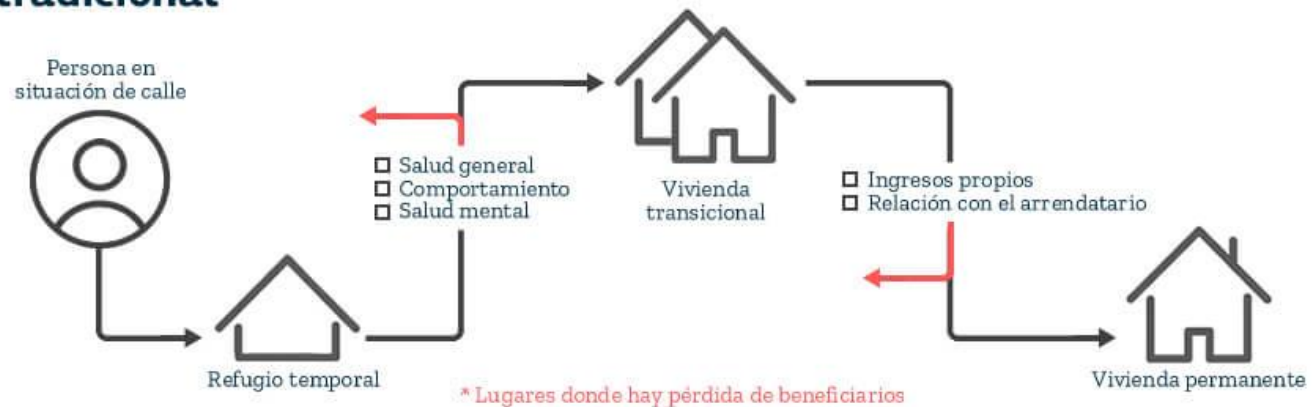 tradicional
Persona en
situación de calle
Refugio temporal
Salud general
Comportamiento
Salud mental
Vivienda
transicional
Ingresos propios
Relación con el arrendatario
Vivienda permanente
* Lugares donde hay pérdida de beneficiarios